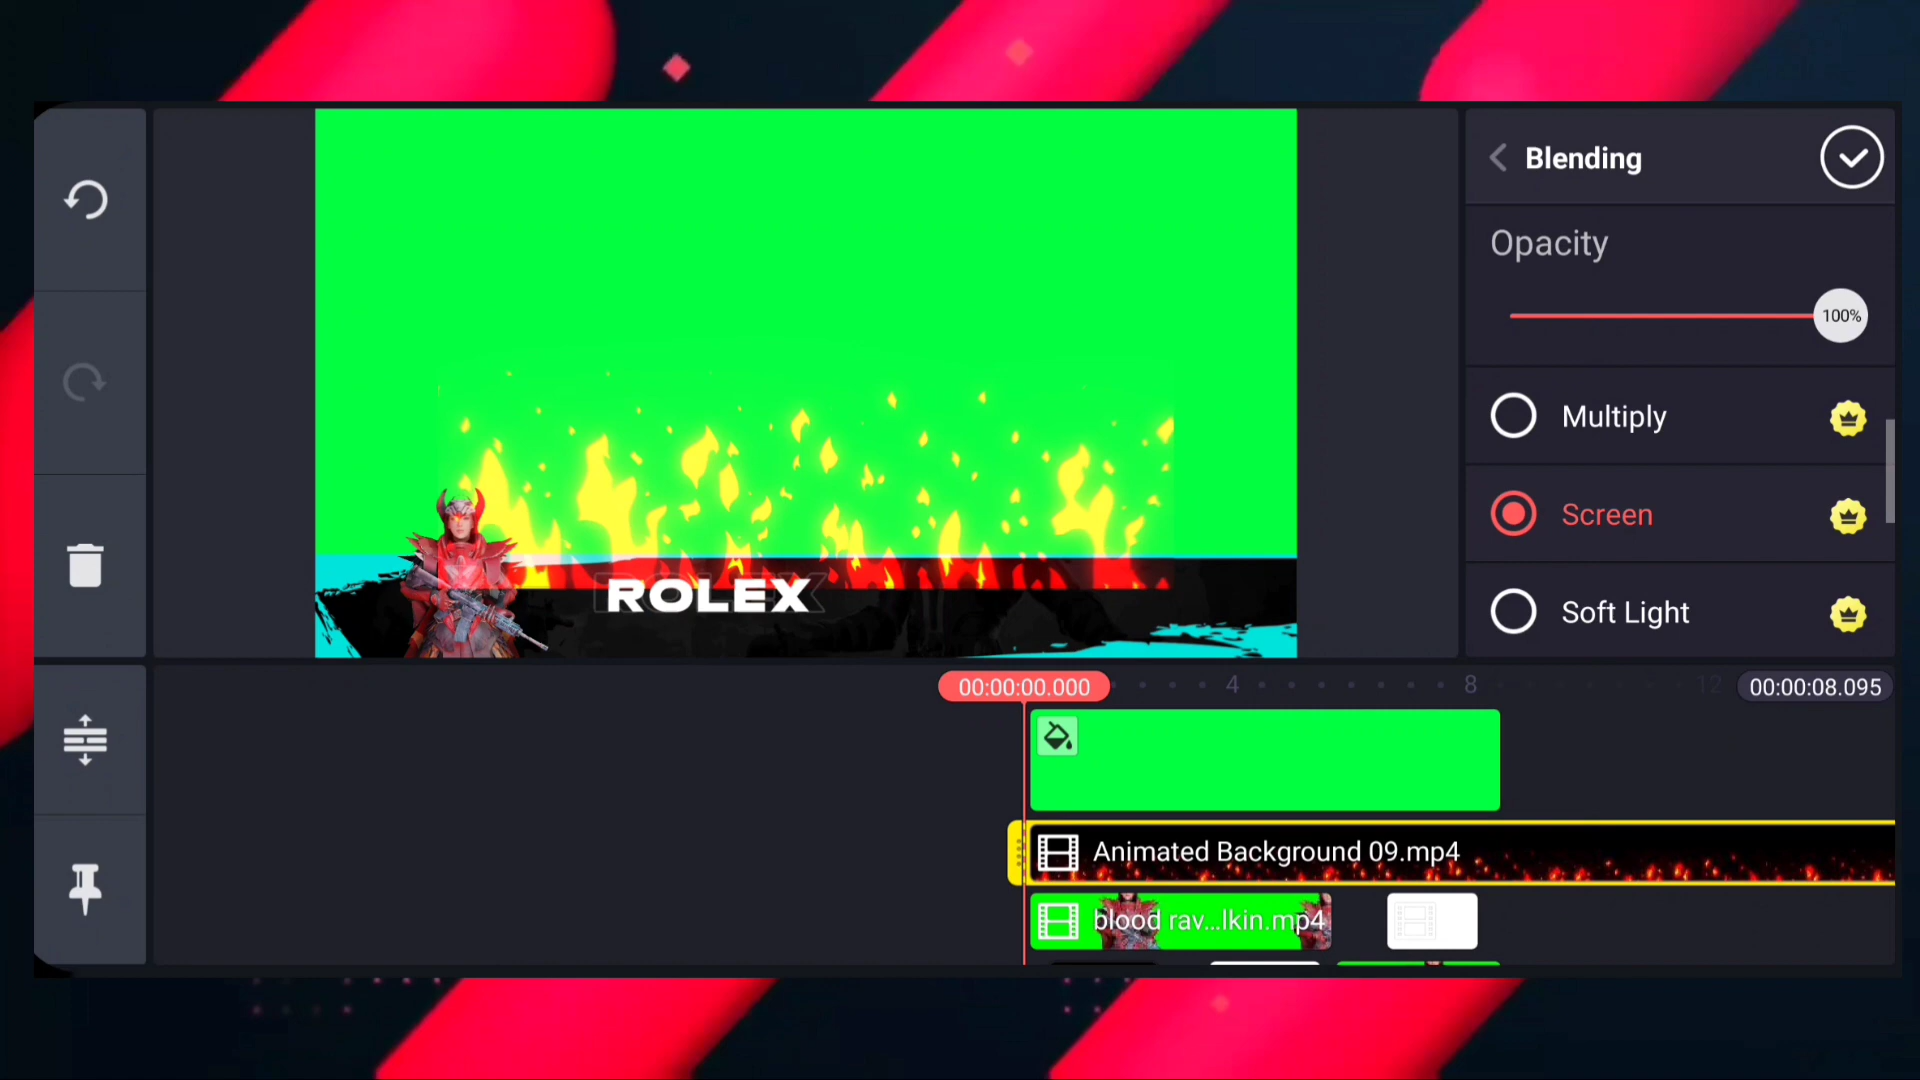 Blending
Opacity
100%
Multiply
Screen
Soft Light
ROLEX
00:00:00.000
4
8
12
00:00:08.095
Animated Background 09.mp4
blood rav...lkin.mp4